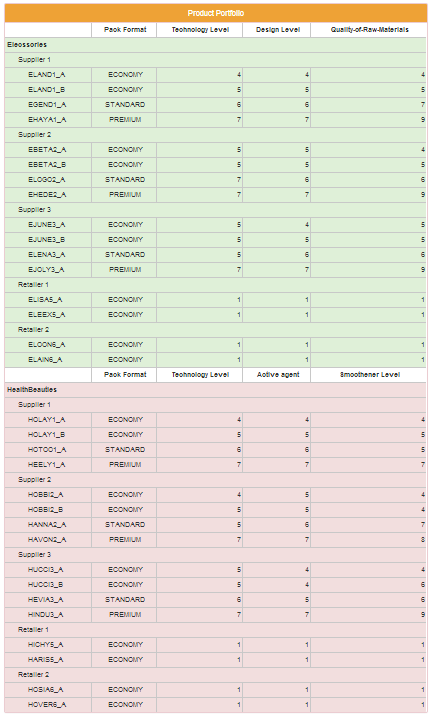 Product Portfolio
Pack Format Technology Level Design Level Quality-of-Raw-Materials
Elecssories
Supplier 1
ELAND1_A ECONOMY 4 4 4
ELAND1_B ECONOMY 5 5 5
EGEND1_A STANDARD 6 6 7
EHAYA1_A PREMIUM 7 7 9
Supplier 2
EBETA2_A ECONOMY 5 5 4
EBETA2_B ECONOMY 5 5 5
ELOGO2_A STANDARD 7 6 6
EHEDE2_A PREMIUM 7 7 9
Supplier 3
EJUNE3_A ECONOMY 5 4 5
EJUNE3_B ECONOMY 5 5 5
ELENA3_A STANDARD 5 6 6
EJOLY3_A PREMIUM 7 7 9
Retailer 1
ELISA5_A ECONOMY 1 1 1
ELEEX5_A ECONOMY 1 1 1
Retailer 2
ELCON6_A ECONOMY 1 1 1
ELAIN6_A ECONOMY 1 1 1
Pack Format Technology Level Active agent Smoothener Level
HealthBeauties
Supplier 1
HOLAY1_A ECONOMY 4 4 4
HOLAY1_B ECONOMY 5 5 5
HOTOO1_A STANDARD 6 6 5
HEELY1_A PREMIUM 7 7 7
Supplier 2
HOBBI2_A ECONOMY 4 5 4
HOBBI2_B ECONOMY 5 5 4
HANNA2_A STANDARD 5 6 7
HAVON2_A PREMIUM 7 7 8
Supplier 3
HUCCI3_A ECONOMY 5 4 4
HUCCI3_B ECONOMY 5 4 6
HEVIA3_A STANDARD 6 5 6
HINDU3_A PREMIUM 7 7 9
Retailer 1
HICHY5_A ECONOMY 1 1 1
HARIS5_A ECONOMY 1 1 1
Retailer 2
HOSIA6_A ECONOMY 1 1 1
HOVER6_A ECONOMY 1 1 1